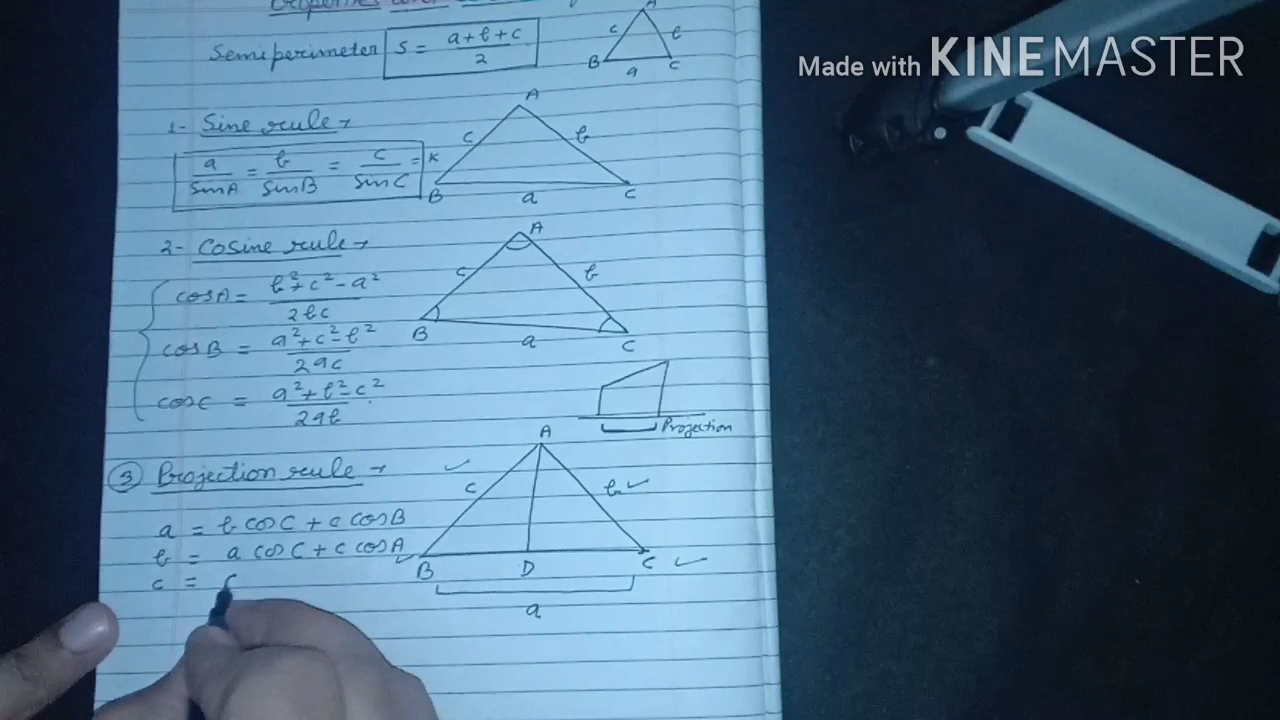 Semiperimeter s = a+b+c / 2
A
c b
B a C
Made with KINEMASTER
1- Sine rule →
a/sinA = b/sinB = c/sinC = K
A
c b
B a C
2- Cosine rule →
cosA = b²+c²-a² / 2bc
cosB = a²+c²-b² / 2ac
cosC = a²+b²-c² / 2ab
A
c b
B a C
Projection
③ Projection rule →
a = b cosC + c cosB
b = a cosC + c cosA
c =
A
c b
B D C
a